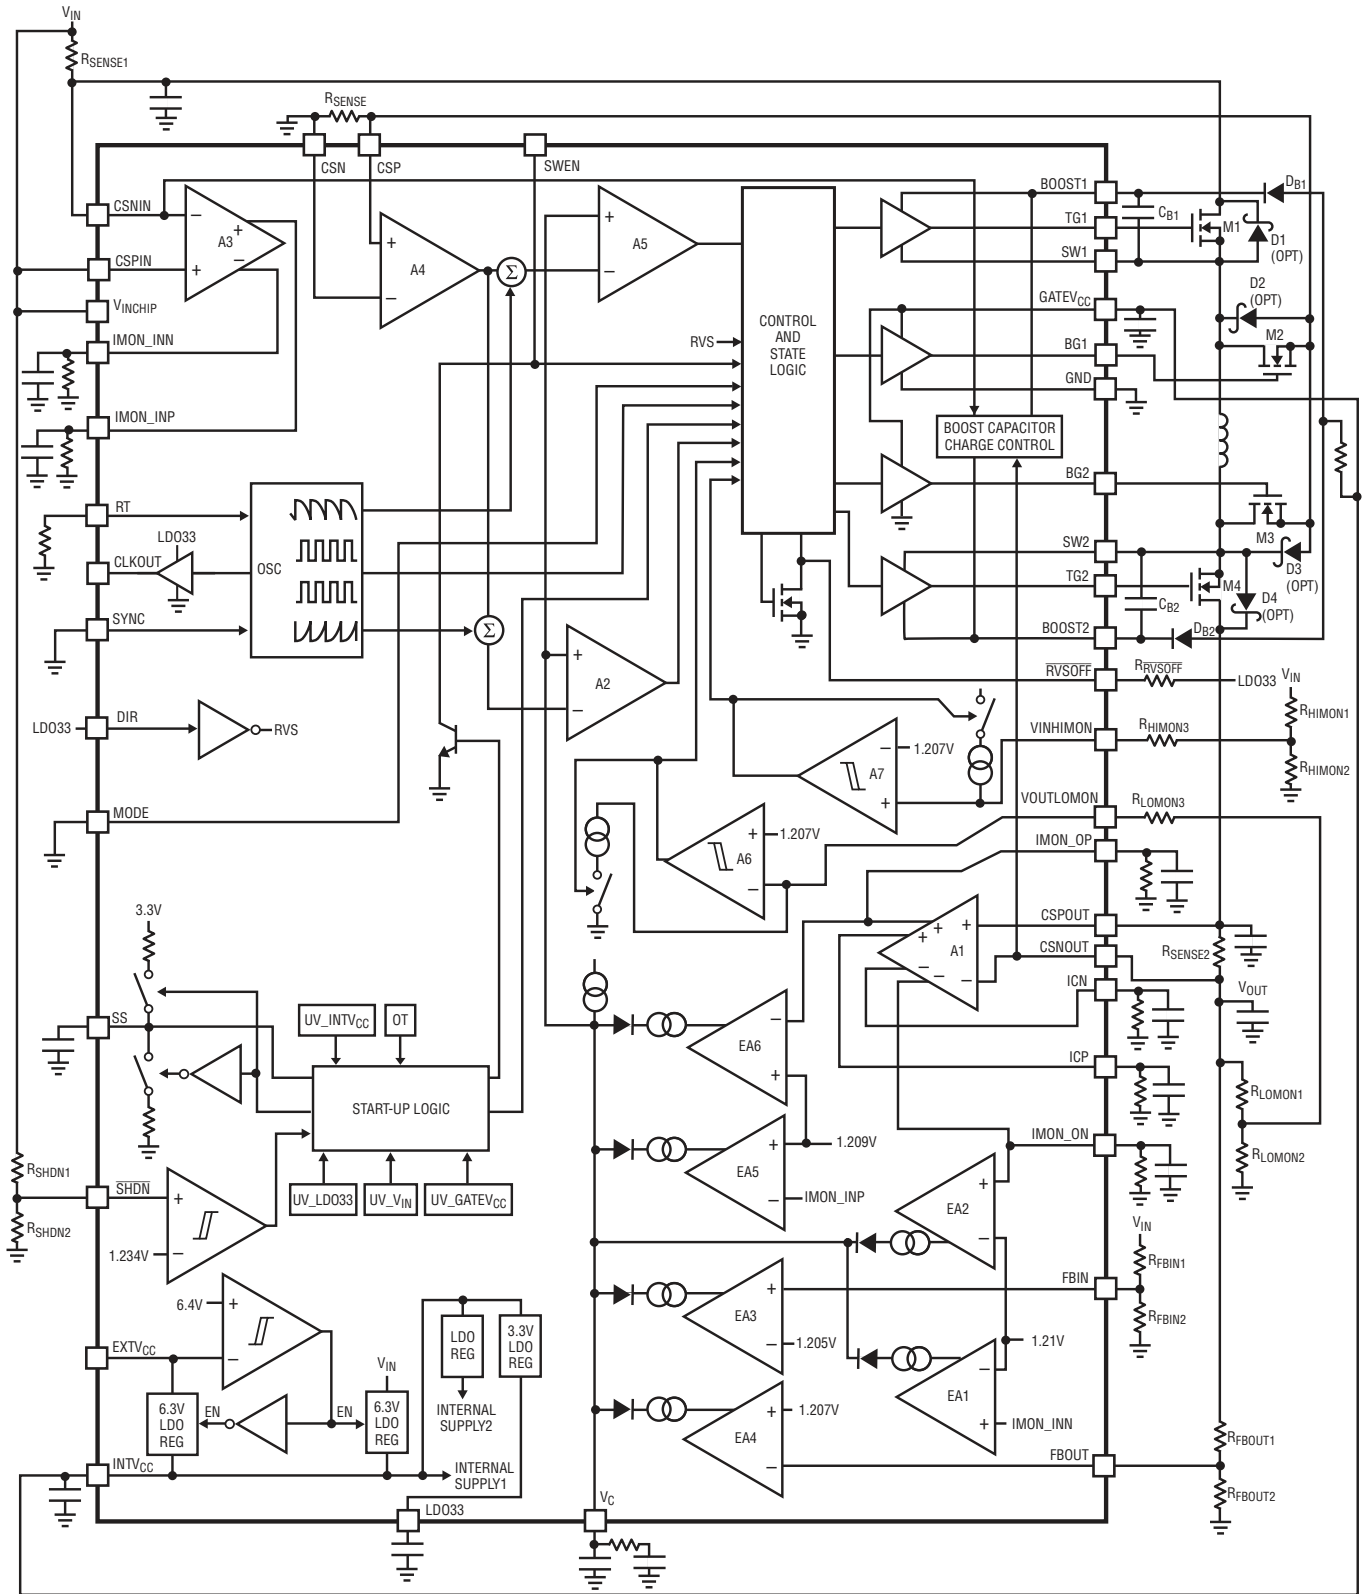 VIN
RSENSE1
RSENSE
CSN
CSP
SWEN
CSNIN
A3
CSPIN
VINCHIP
IMON_INN
IMON_INP
A4
Σ
A5
RVS
CONTROL
AND
STATE
LOGIC
BOOST1
TG1
SW1
GATEVCC
BG1
GND
BOOST CAPACITOR
CHARGE CONTROL
BG2
SW2
TG2
BOOST2
DB1
CB1
M1
D1
(OPT)
D2
(OPT)
M2
M3
D3
(OPT)
M4
D4
(OPT)
CB2
DB2
RT
LDO33
CLKOUT
OSC
SYNC
Σ
A2
LDO33
DIR
RVS
MODE
RVSOFF
RRVSOFF
LDO33
VIN
RHIMON1
VINHIMON
RHIMON3
RHIMON2
1.207V
A7
VOUTLOMON
RLOMON3
1.207V
A6
IMON_OP
CSPOUT
CSNOUT
A1
RSENSE2
ICN
VOUT
ICP
RLOMON1
RLOMON2
IMON_ON
3.3V
SS
UV_INTVCC
OT
START-UP LOGIC
UV_LDO33
UV_VIN
UV_GATEVCC
RSHDN1
SHDN
RSHDN2
1.234V
EA6
1.209V
EA5
IMON_INP
EA2
VIN
RFBIN1
FBIN
RFBIN2
EA3
1.205V
1.21V
EA1
IMON_INN
1.207V
EA4
FBOUT
RFBOUT1
RFBOUT2
6.4V
EXTVCC
6.3V
LDO
REG
EN
EN
VIN
6.3V
LDO
REG
LDO
REG
3.3V
LDO
REG
INTERNAL
SUPPLY2
INTVCC
INTERNAL
SUPPLY1
LDO33
VC